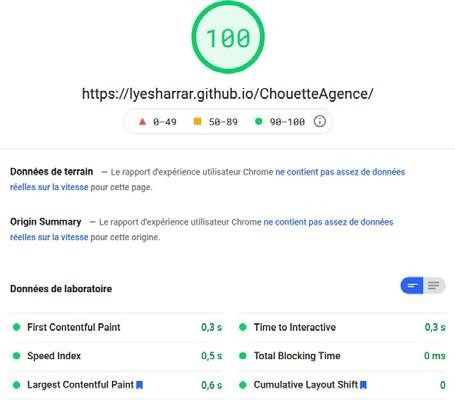 100
https://lyesharrar.github.io/ChouetteAgence/
0–49 50–89 90–100
Données de terrain — Le rapport d'expérience utilisateur Chrome ne contient pas assez de données
réelles sur la vitesse pour cette page.
Origin Summary — Le rapport d'expérience utilisateur Chrome ne contient pas assez de données
réelles sur la vitesse pour cette origine.
Données de laboratoire
First Contentful Paint 0,3 s
Time to Interactive 0,3 s
Speed Index 0,5 s
Total Blocking Time 0 ms
Largest Contentful Paint 0,6 s
Cumulative Layout Shift 0